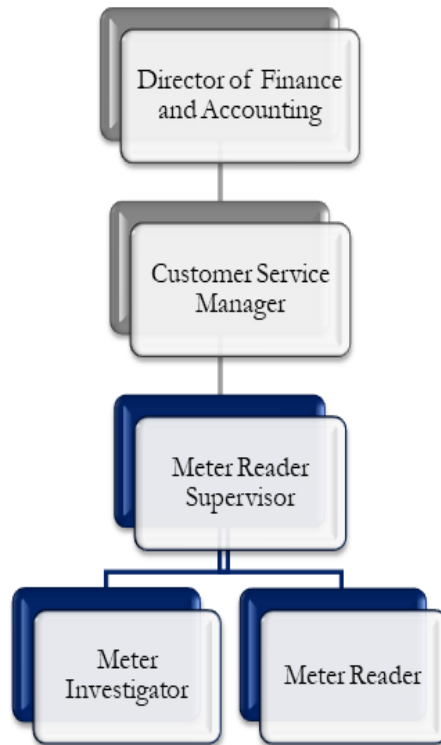 Director of Finance
and Accounting
Customer Service
Manager
Meter Reader
Supervisor
Meter
Investigator
Meter Reader